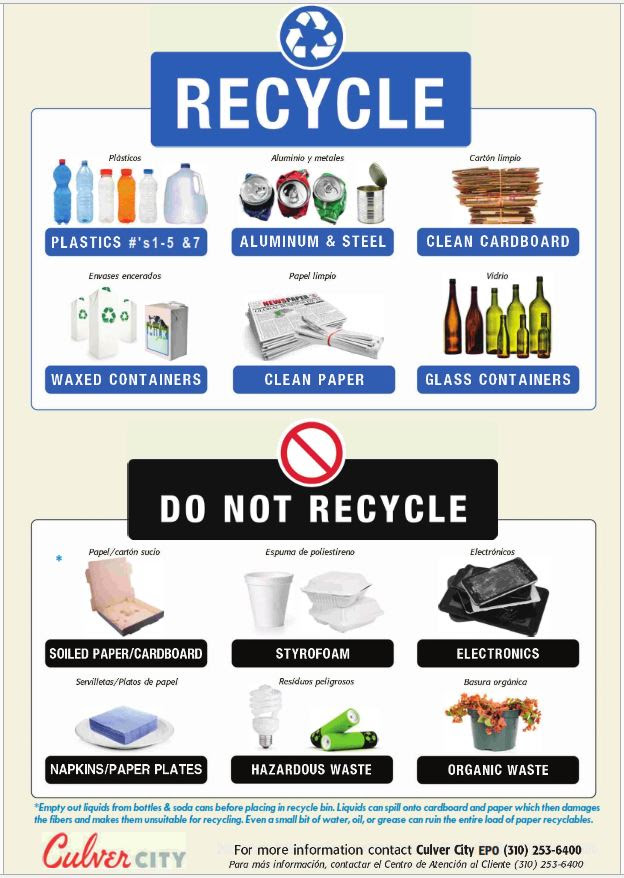 RECYCLE
Plásticos
Aluminio y metales
Cartón limpio
PLASTICS #'s1-5 &7
ALUMINUM & STEEL
CLEAN CARDBOARD
Envases encerados
Papel limpio
Vidrio
NEWSPAPER
WAXED CONTAINERS
CLEAN PAPER
GLASS CONTAINERS
DO NOT RECYCLE
*
Papel/cartón sucio
Espuma de poliestireno
Electrónicos
SOILED PAPER/CARDBOARD
STYROFOAM
ELECTRONICS
Servilletas/Platos de papel
Resíduos peligrosos
Basura orgánica
NAPKINS/PAPER PLATES
HAZARDOUS WASTE
ORGANIC WASTE
*Empty out liquids from bottles & soda cans before placing in recycle bin. Liquids can spill onto cardboard and paper which then damages
the fibers and makes them unsuitable for recycling. Even a small bit of water, oil, or grease can ruin the entire load of paper recyclables.
Culver CITY
For more information contact Culver City EPO (310) 253-6400
Para más información, contactar el Centro de Atención al Cliente (310) 253-6400